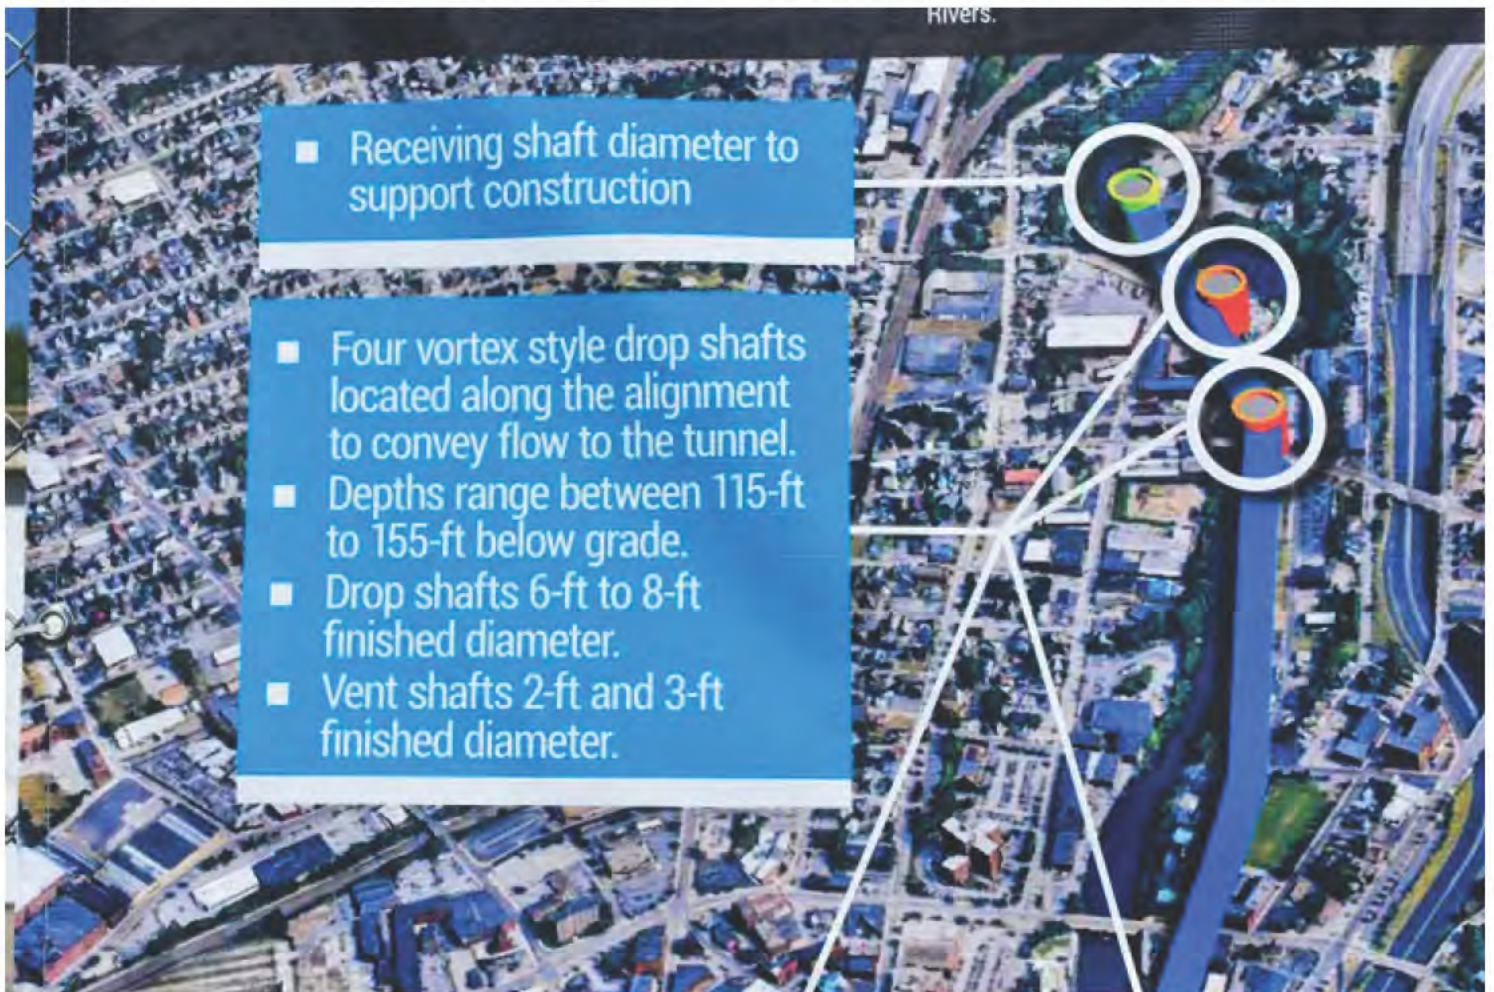 Rivers.
■ Receiving shaft diameter to
support construction
■ Four vortex style drop shafts
located along the alignment
to convey flow to the tunnel.
■ Depths range between 115-ft
to 155-ft below grade.
■ Drop shafts 6-ft to 8-ft
finished diameter.
■ Vent shafts 2-ft and 3-ft
finished diameter.